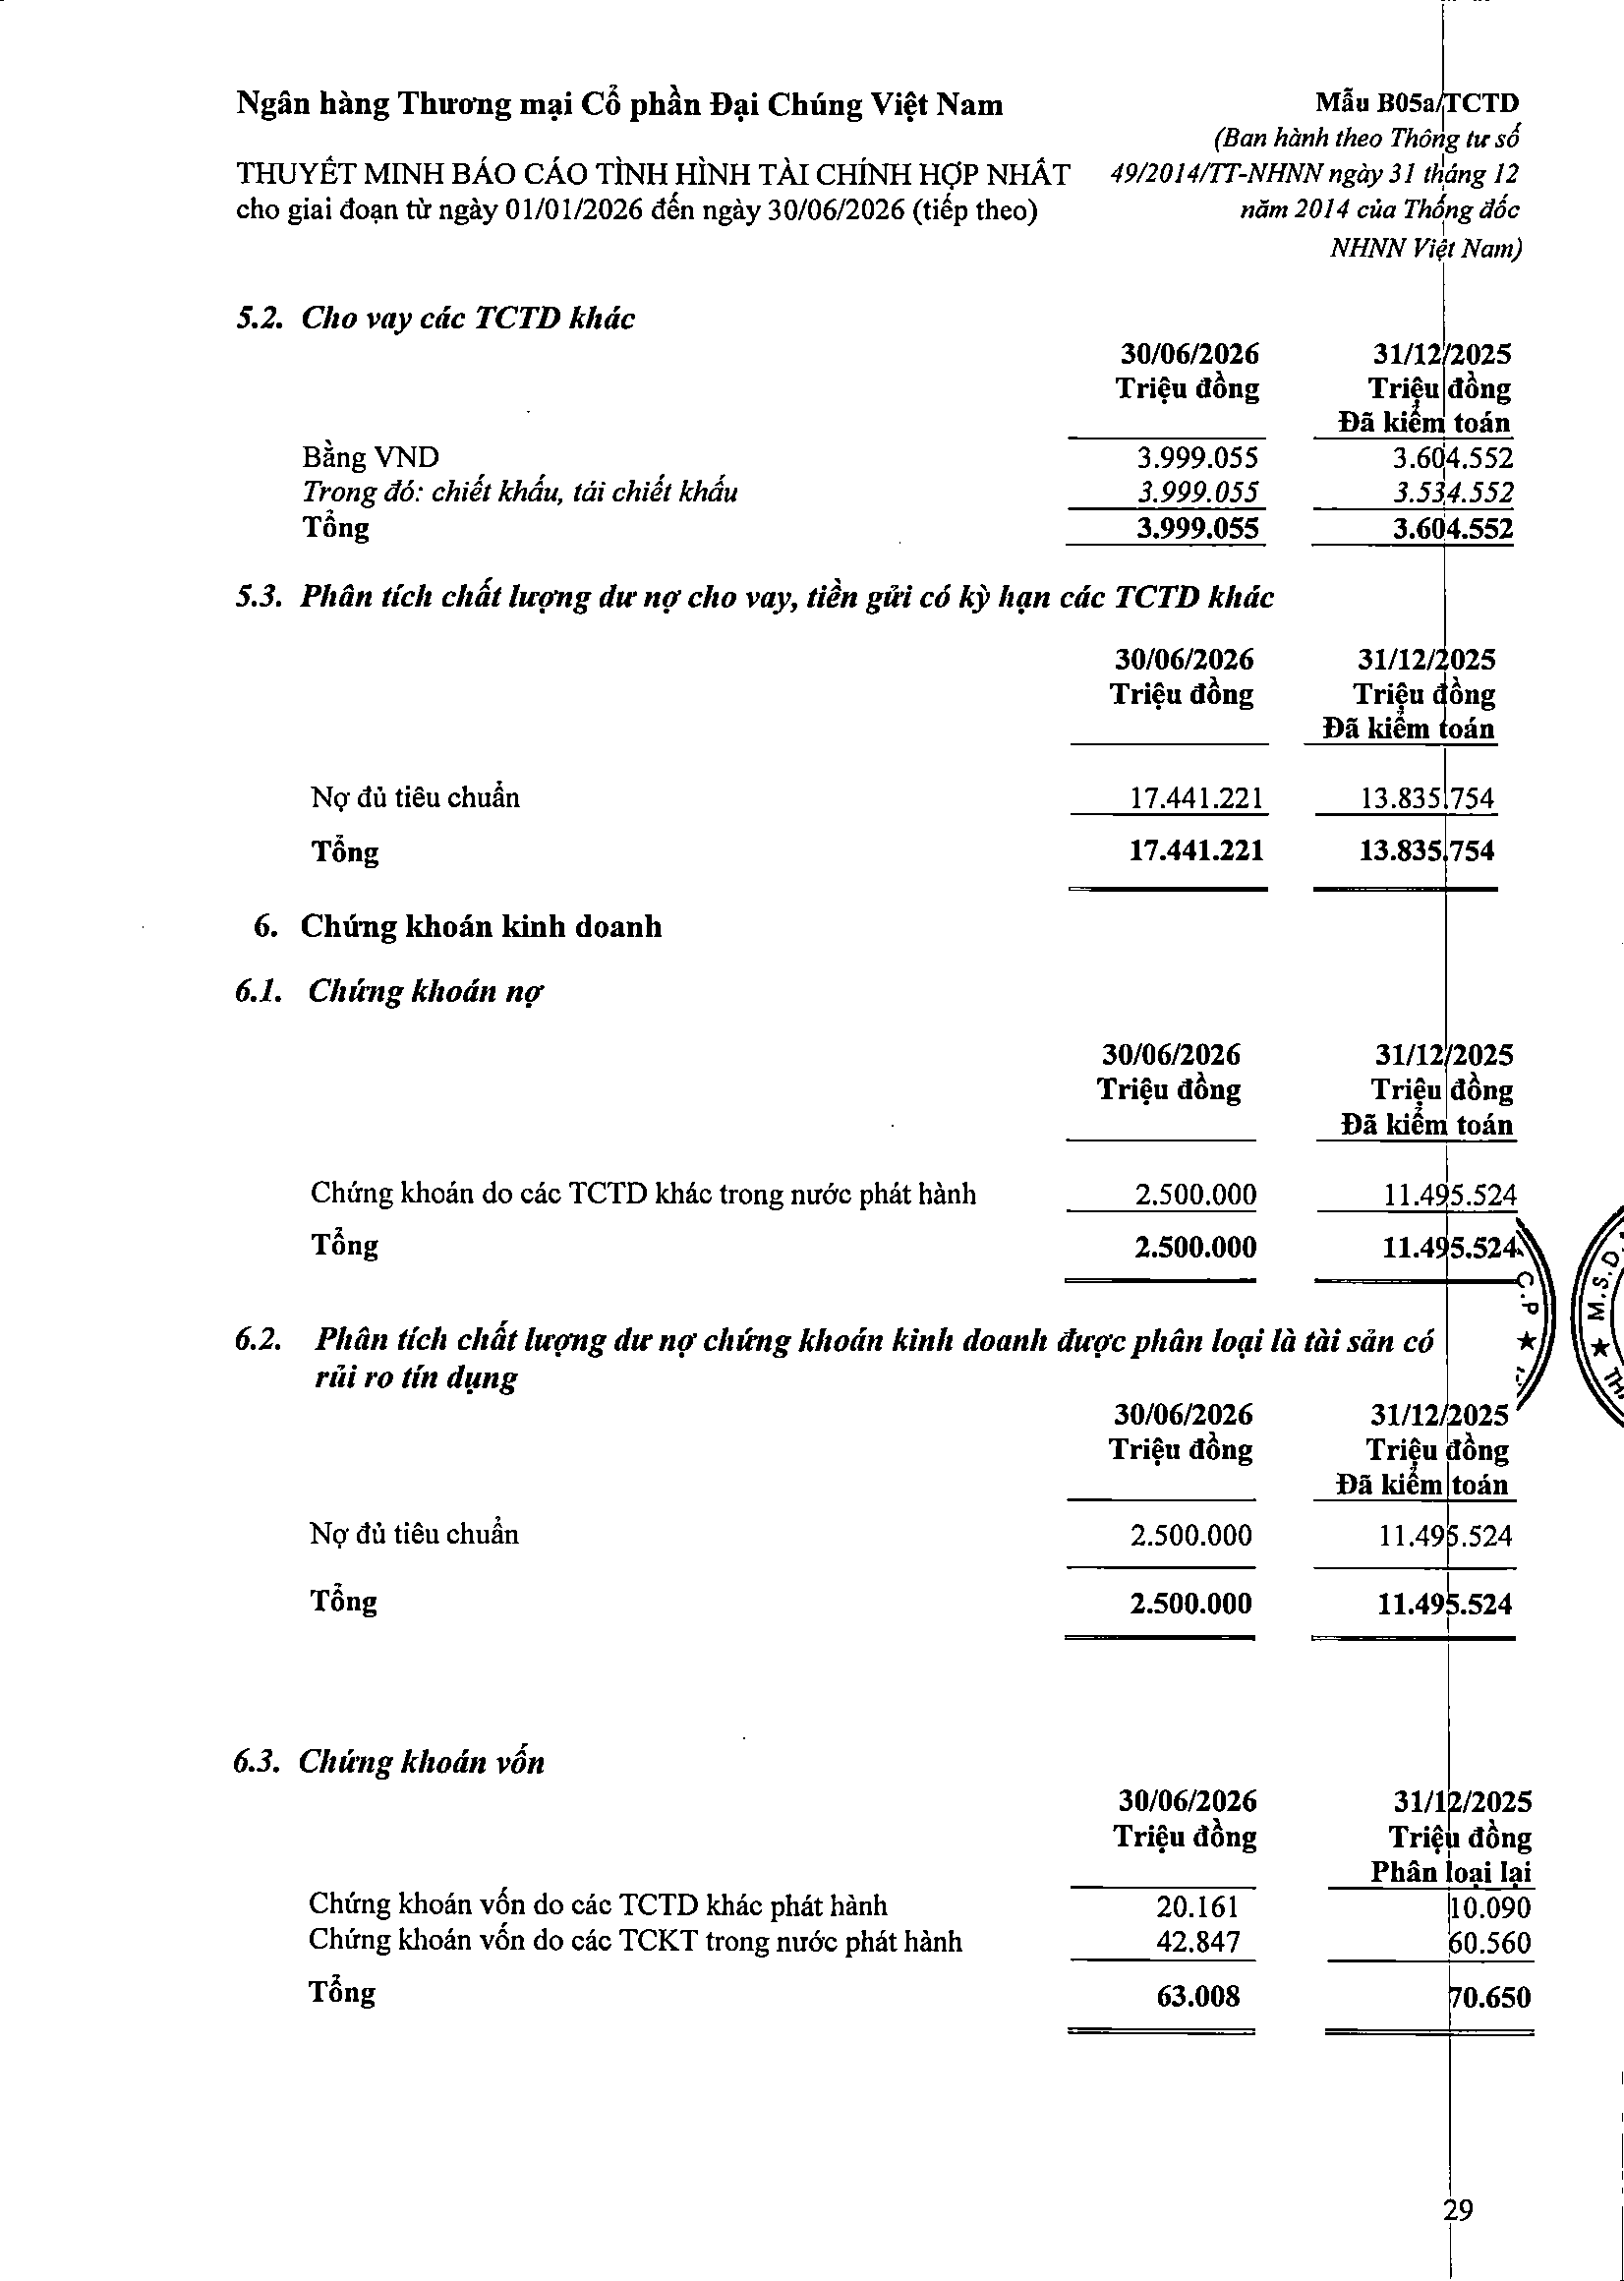 Ngân hàng Thương mại Cổ phần Đại Chúng Việt Nam
Mẫu B05a/TCTD
(Ban hành theo Thông tư số
THUYẾT MINH BÁO CÁO TÌNH HÌNH TÀI CHÍNH HỢP NHẤT
49/2014/TT-NHNN ngày 31 tháng 12
cho giai đoạn từ ngày 01/01/2026 đến ngày 30/06/2026 (tiếp theo)
năm 2014 của Thống đốc
NHNN Việt Nam)
5.2. Cho vay các TCTD khác
30/06/2026 31/12/2025
Triệu đồng Triệu đồng
Đã kiểm toán
Bằng VND 3.999.055 3.604.552
Trong đó: chiết khấu, tái chiết khấu 3.999.055 3.534.552
Tổng 3.999.055 3.604.552
5.3. Phân tích chất lượng dư nợ cho vay, tiền gửi có kỳ hạn các TCTD khác
30/06/2026 31/12/2025
Triệu đồng Triệu đồng
Đã kiểm toán
Nợ đủ tiêu chuẩn 17.441.221 13.835.754
Tổng 17.441.221 13.835.754
6. Chứng khoán kinh doanh
6.1. Chứng khoán nợ
30/06/2026 31/12/2025
Triệu đồng Triệu đồng
Đã kiểm toán
Chứng khoán do các TCTD khác trong nước phát hành 2.500.000 11.495.524
Tổng 2.500.000 11.495.524
C.P
M.S.D
6.2. Phân tích chất lượng dư nợ chứng khoán kinh doanh được phân loại là tài sản có
rủi ro tín dụng
30/06/2026 31/12/2025
Triệu đồng Triệu đồng
Đã kiểm toán
Nợ đủ tiêu chuẩn 2.500.000 11.495.524
Tổng 2.500.000 11.495.524
6.3. Chứng khoán vốn
30/06/2026 31/12/2025
Triệu đồng Triệu đồng
Phân loại lại
Chứng khoán vốn do các TCTD khác phát hành 20.161 10.090
Chứng khoán vốn do các TCKT trong nước phát hành 42.847 60.560
Tổng 63.008 70.650
29